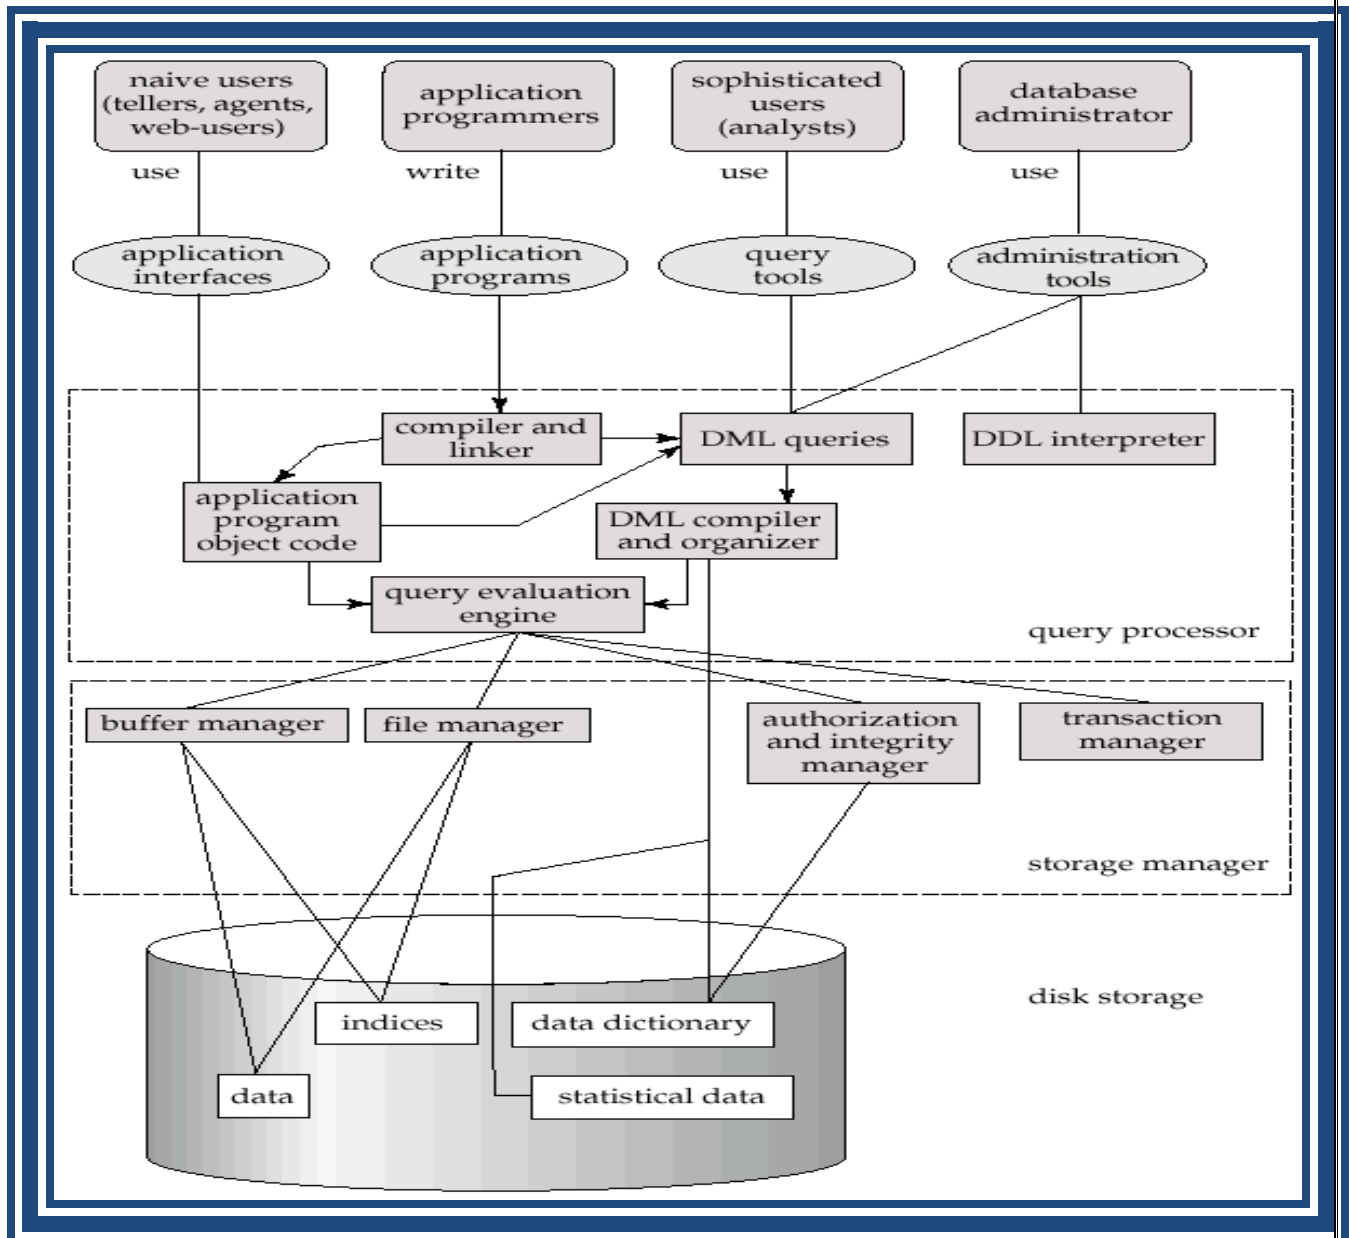 naive users
(tellers, agents,
web-users)
application
programmers
sophisticated
users
(analysts)
database
administrator
use
write
use
use
application
interfaces
application
programs
query
tools
administration
tools
compiler and
linker
DML queries
DDL interpreter
application
program
object code
DML compiler
and organizer
query evaluation
engine
query processor
buffer manager
file manager
authorization
and integrity
manager
transaction
manager
storage manager
disk storage
indices
data dictionary
data
statistical data